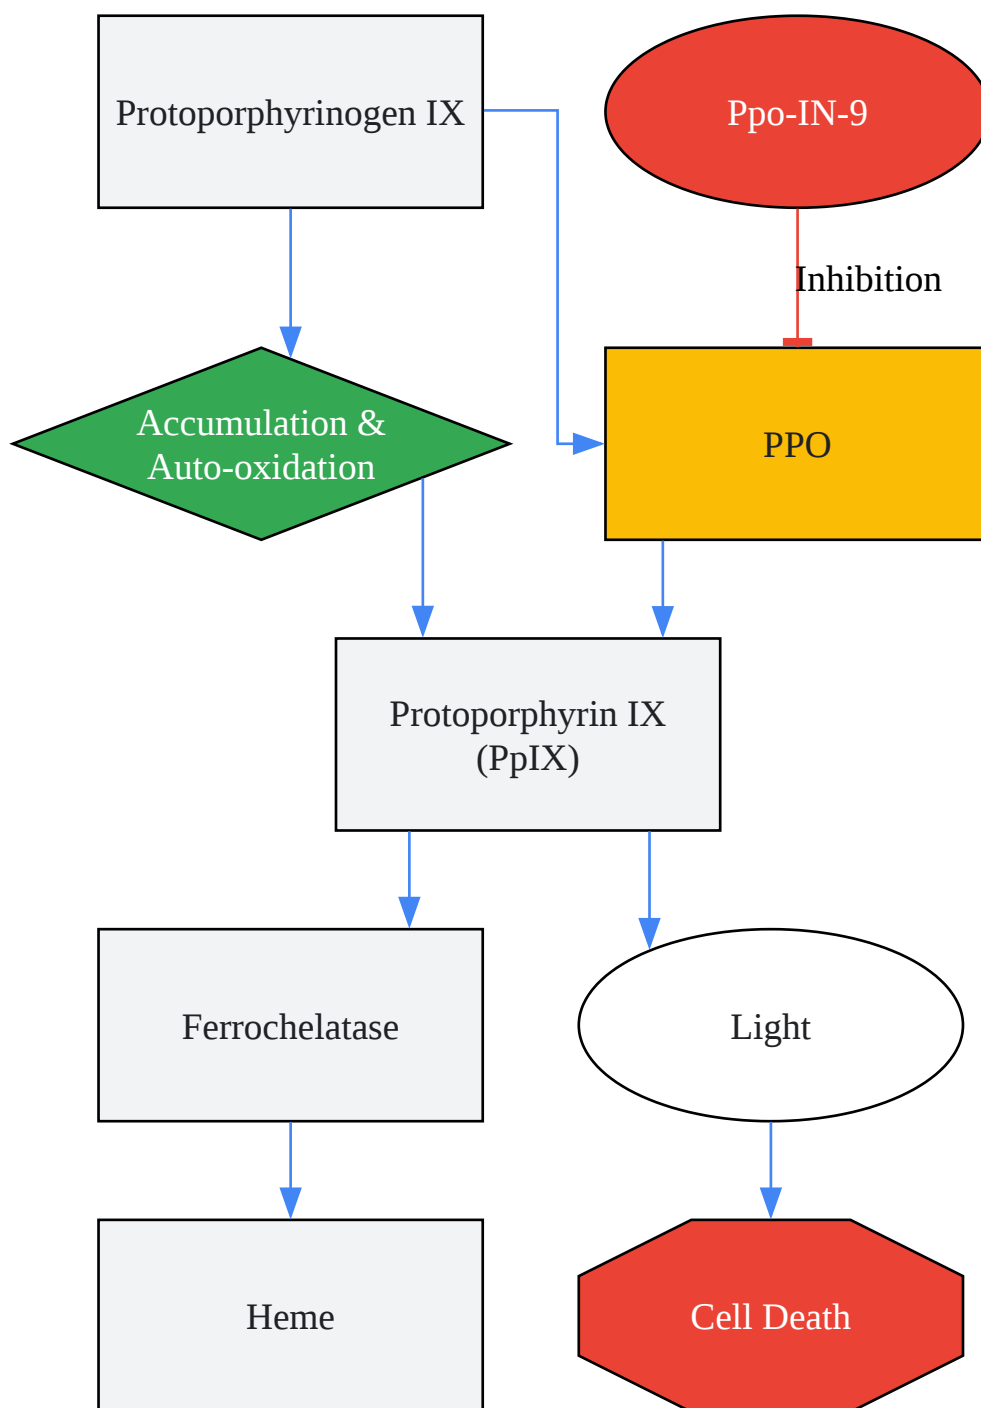 Protoporphyrinogen IX
Ppo-IN-9
Inhibition
Accumulation &
Auto-oxidation
PPO
Protoporphyrin IX
(PpIX)
Ferrochelatase
Light
Heme
Cell Death